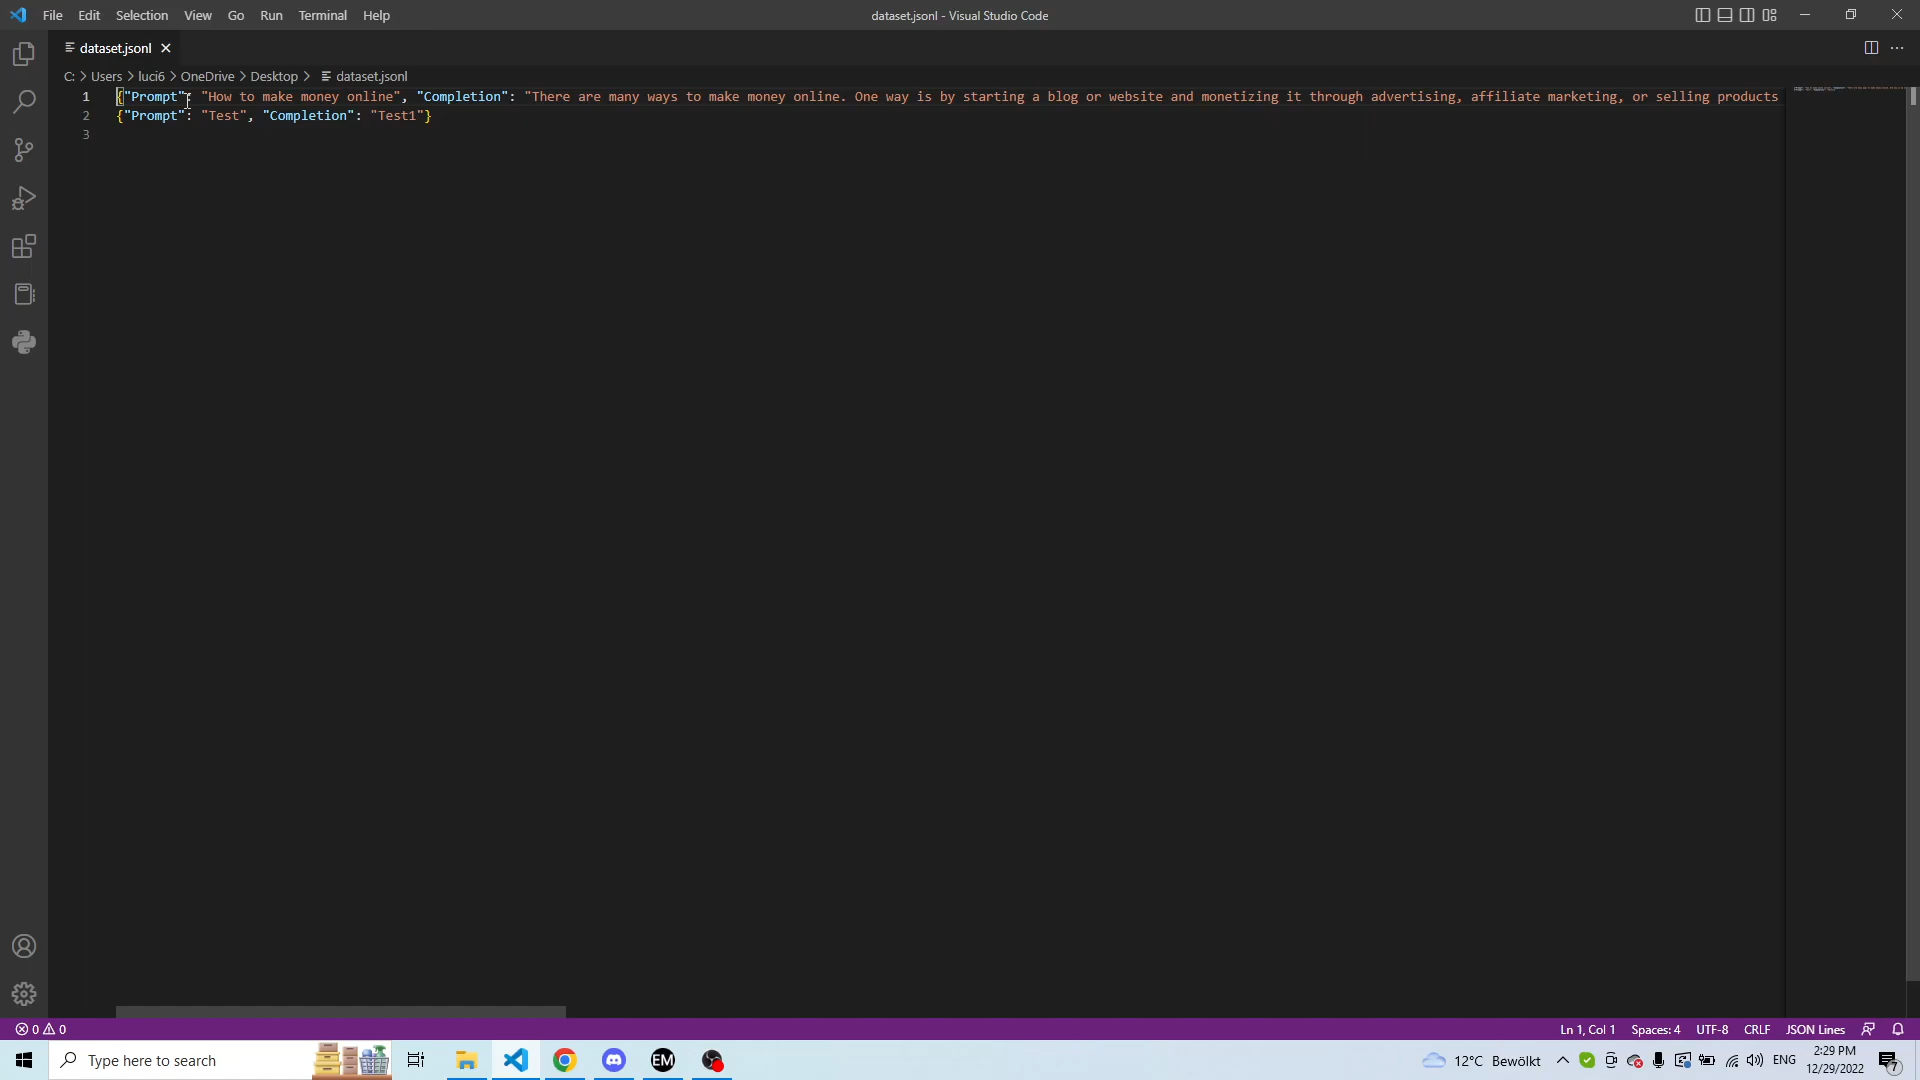 File Edit Selection View Go Run Terminal Help
dataset.jsonl - Visual Studio Code
dataset.jsonl
C: > Users > luci6 > OneDrive > Desktop > dataset.jsonl
1 {"Prompt": "How to make money online", "Completion": "There are many ways to make money online. One way is by starting a blog or website and monetizing it through advertising, affiliate marketing, or selling products
2 {"Prompt": "Test", "Completion": "Test1"}
3
0 0 Ln 1, Col 1 Spaces: 4 UTF-8 CRLF JSON Lines
Type here to search
EM
12°C Bewölkt
ENG
2:29 PM
12/29/2022
7